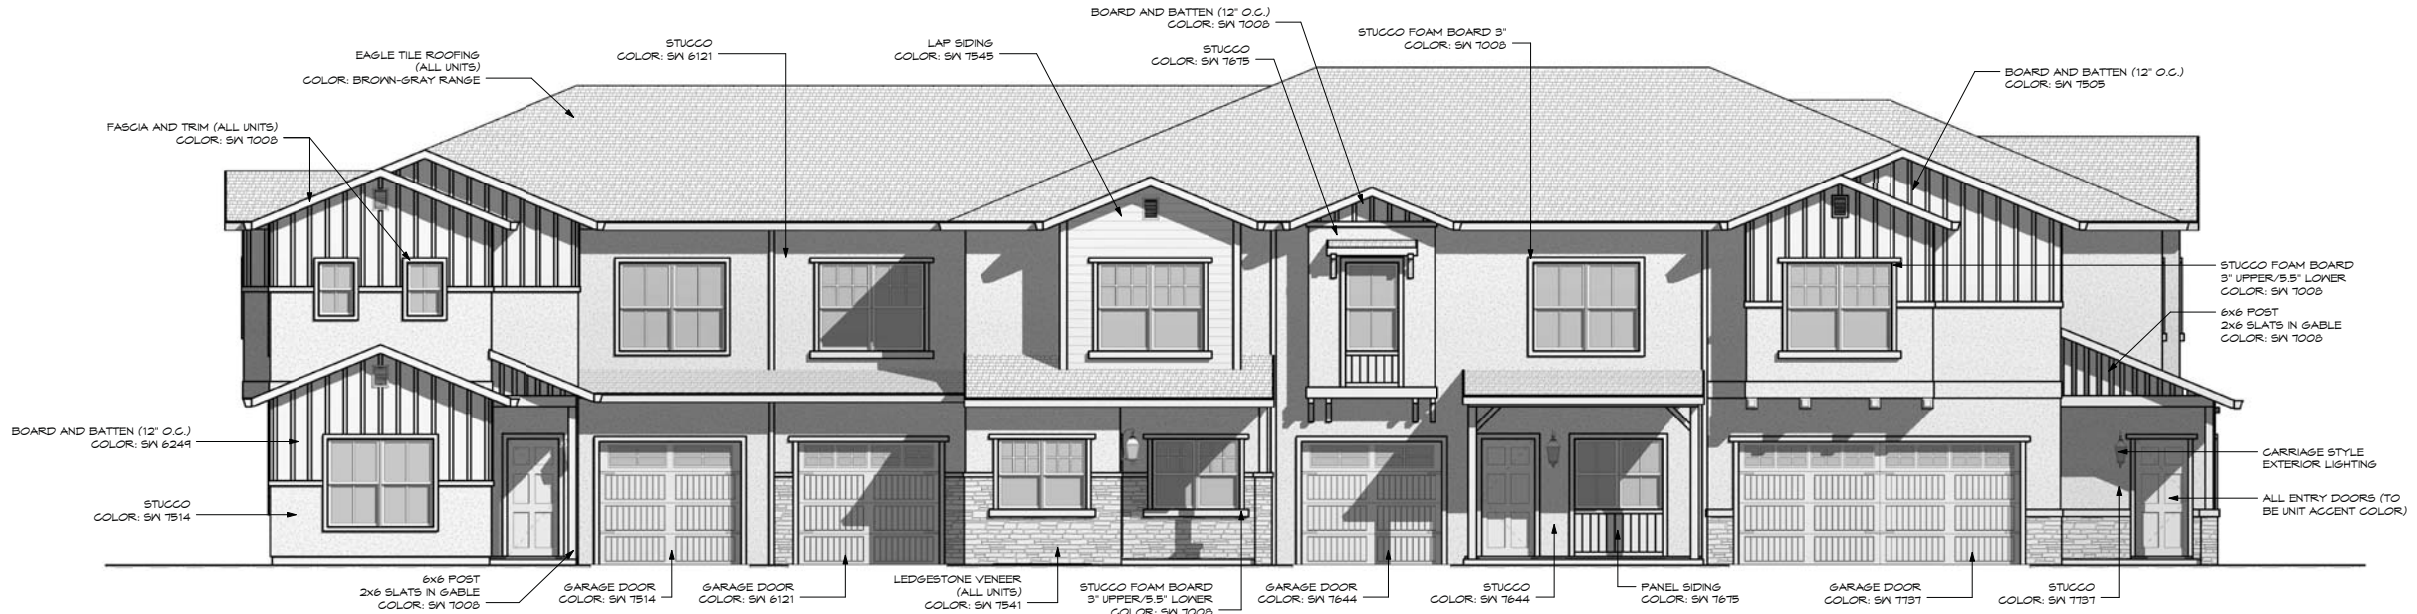 BOARD AND BATTEN (12" O.C.)
COLOR: SW 7008
STUCCO FOAM BOARD 3"
COLOR: SW 7008
STUCCO
COLOR: SW 6121
LAP SIDING
COLOR: SW 7545
STUCCO
COLOR: SW 7675
EAGLE TILE ROOFING
(ALL UNITS)
COLOR: BROWN-GRAY RANGE
BOARD AND BATTEN (12" O.C.)
COLOR: SW 7505
FASCIA AND TRIM (ALL UNITS)
COLOR: SW 7008
STUCCO FOAM BOARD
3" UPPER/5.5" LOWER
COLOR: SW 7008
6x6 POST
2x6 SLATS IN GABLE
COLOR: SW 7008
BOARD AND BATTEN (12" O.C.)
COLOR: SW 6249
CARRIAGE STYLE
EXTERIOR LIGHTING
STUCCO
COLOR: SW 7514
ALL ENTRY DOORS (TO
BE UNIT ACCENT COLOR)
6x6 POST
2x6 SLATS IN GABLE
COLOR: SW 7008
GARAGE DOOR
COLOR: SW 7514
GARAGE DOOR
COLOR: SW 6121
LEDGESTONE VENEER
(ALL UNITS)
COLOR: SW 7541
STUCCO FOAM BOARD
3" UPPER/5.5" LOWER
COLOR: SW 7008
GARAGE DOOR
COLOR: SW 7644
STUCCO
COLOR: SW 7644
PANEL SIDING
COLOR: SW 7675
GARAGE DOOR
COLOR: SW 7737
STUCCO
COLOR: SW 7737